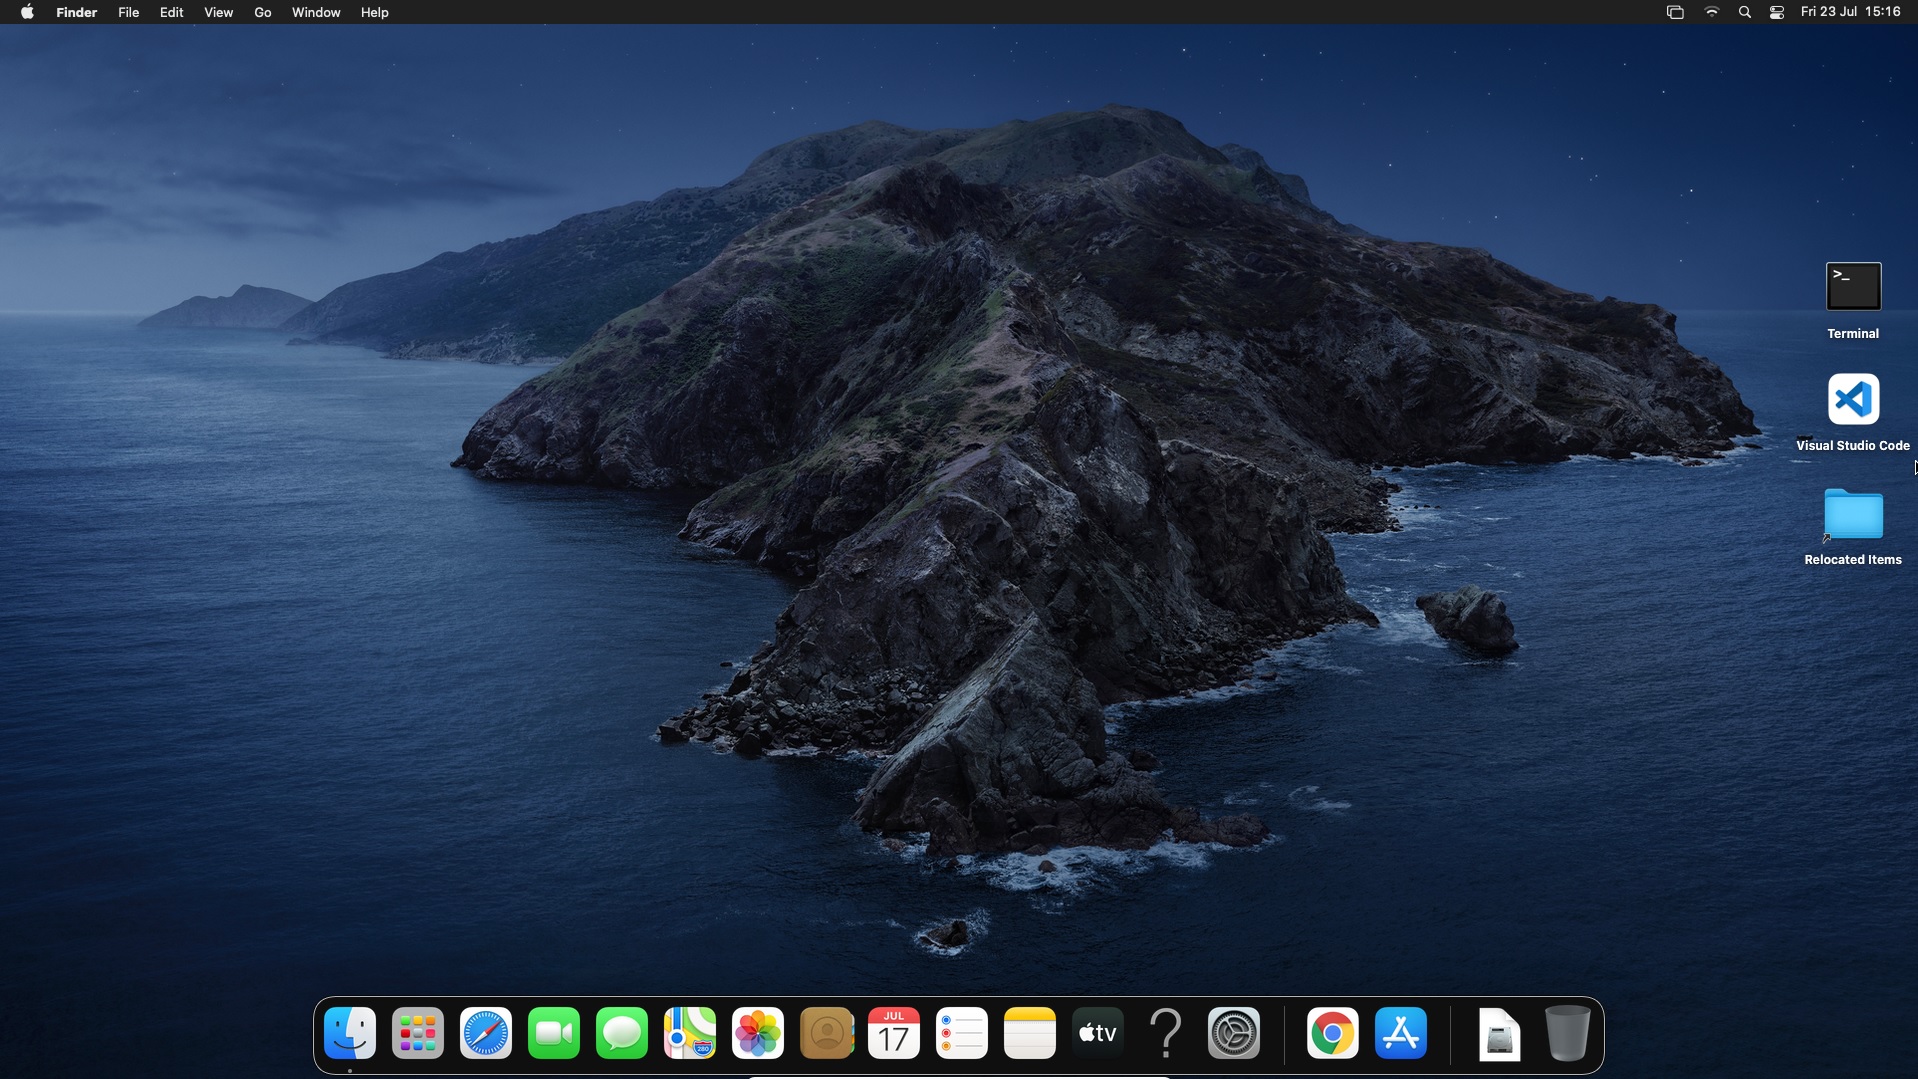 Finder File Edit View Go Window Help Fri 23 Jul 15:16
>_
Terminal
Visual Studio Code
Relocated Items
JUL
17
280
tv
?